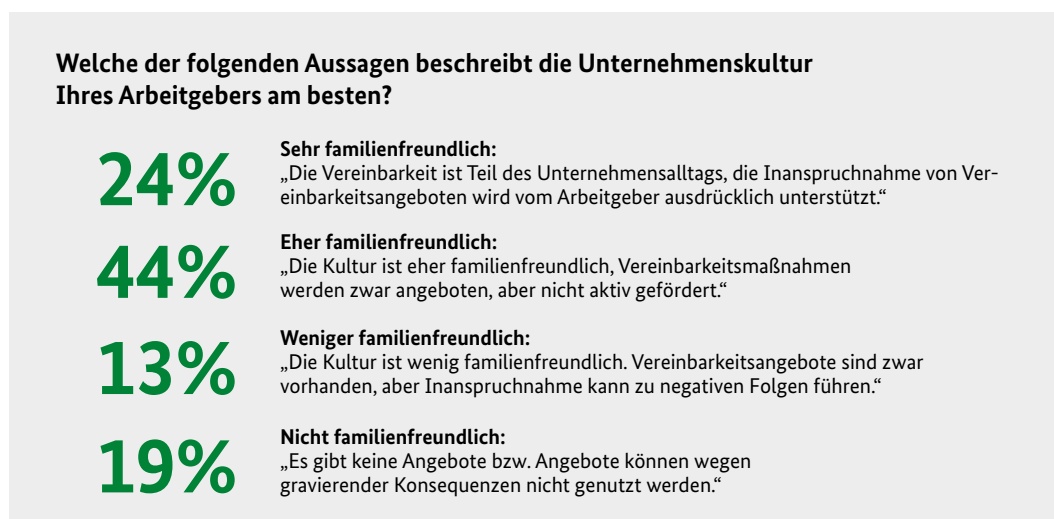 Welche der folgenden Aussagen beschreibt die Unternehmenskultur
Ihres Arbeitgebers am besten?
24%
Sehr familienfreundlich:
„Die Vereinbarkeit ist Teil des Unternehmensalltags, die Inanspruchnahme von Ver-
einbarkeitsangeboten wird vom Arbeitgeber ausdrücklich unterstützt.“
44%
Eher familienfreundlich:
„Die Kultur ist eher familienfreundlich, Vereinbarkeitsmaßnahmen
werden zwar angeboten, aber nicht aktiv gefördert.“
13%
Weniger familienfreundlich:
„Die Kultur ist wenig familienfreundlich. Vereinbarkeitsangebote sind zwar
vorhanden, aber Inanspruchnahme kann zu negativen Folgen führen.“
19%
Nicht familienfreundlich:
„Es gibt keine Angebote bzw. Angebote können wegen
gravierender Konsequenzen nicht genutzt werden.“